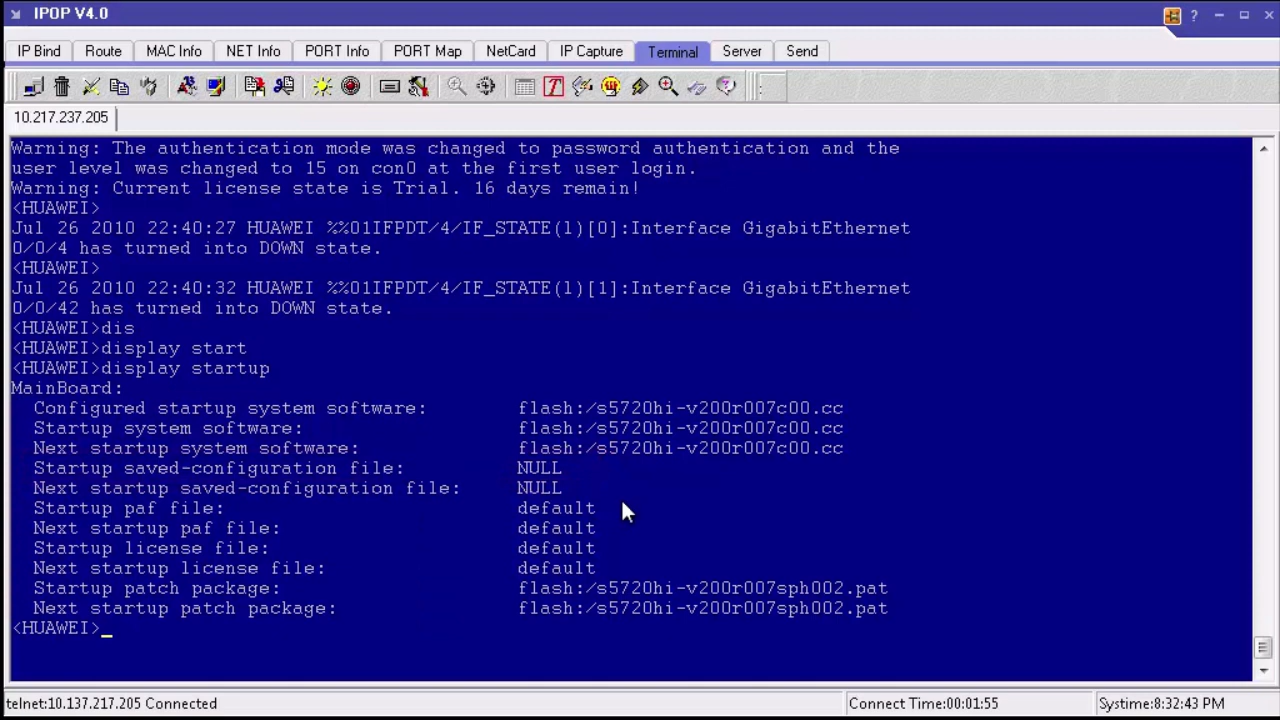 IPOP V4.0
IP Bind Route MAC Info NET Info PORT Info PORT Map NetCard IP Capture Terminal Server Send
10.217.237.205
Warning: The authentication mode was changed to password authentication and the
user level was changed to 15 on con0 at the first user login.
Warning: Current license state is Trial. 16 days remain!
<HUAWEI>
Jul 26 2010 22:40:27 HUAWEI %%01IFPDT/4/IF_STATE(l)[0]:Interface GigabitEthernet
0/0/4 has turned into DOWN state.
<HUAWEI>
Jul 26 2010 22:40:32 HUAWEI %%01IFPDT/4/IF_STATE(l)[1]:Interface GigabitEthernet
0/0/42 has turned into DOWN state.
<HUAWEI>dis
<HUAWEI>display start
<HUAWEI>display startup
MainBoard:
Configured startup system software: flash:/s5720hi-v200r007c00.cc
Startup system software: flash:/s5720hi-v200r007c00.cc
Next startup system software: flash:/s5720hi-v200r007c00.cc
Startup saved-configuration file: NULL
Next startup saved-configuration file: NULL
Startup paf file: default
Next startup paf file: default
Startup license file: default
Next startup license file: default
Startup patch package: flash:/s5720hi-v200r007sph002.pat
Next startup patch package: flash:/s5720hi-v200r007sph002.pat
<HUAWEI>_
telnet:10.137.217.205 Connected Connect Time:00:01:55 Systime:8:32:43 PM